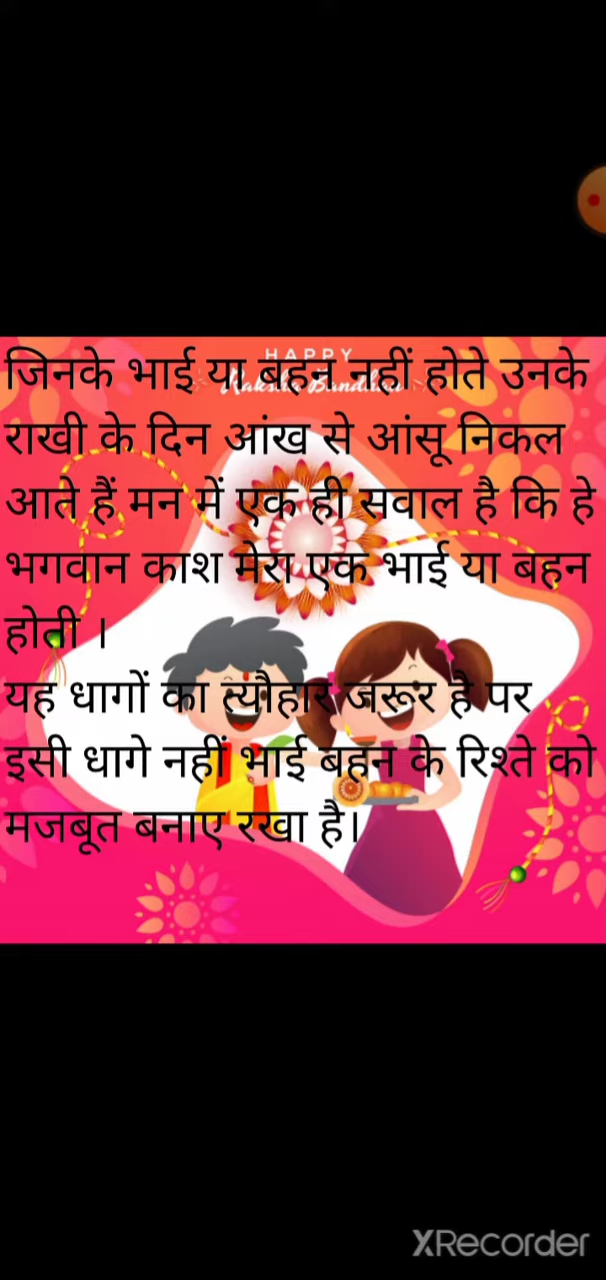 HAPPY
Raksha Bandhan
जिनके भाई या बहन नहीं होते उनके
राखी के दिन आंख से आंसू निकल
आते हैं मन में एक ही सवाल है कि हे
भगवान काश मेरा एक भाई या बहन
होती ।
यह धागों का त्यौहार जरूर है पर
इसी धागे नहीं भाई बहन के रिश्ते को
मजबूत बनाए रखा है।
XRecorder